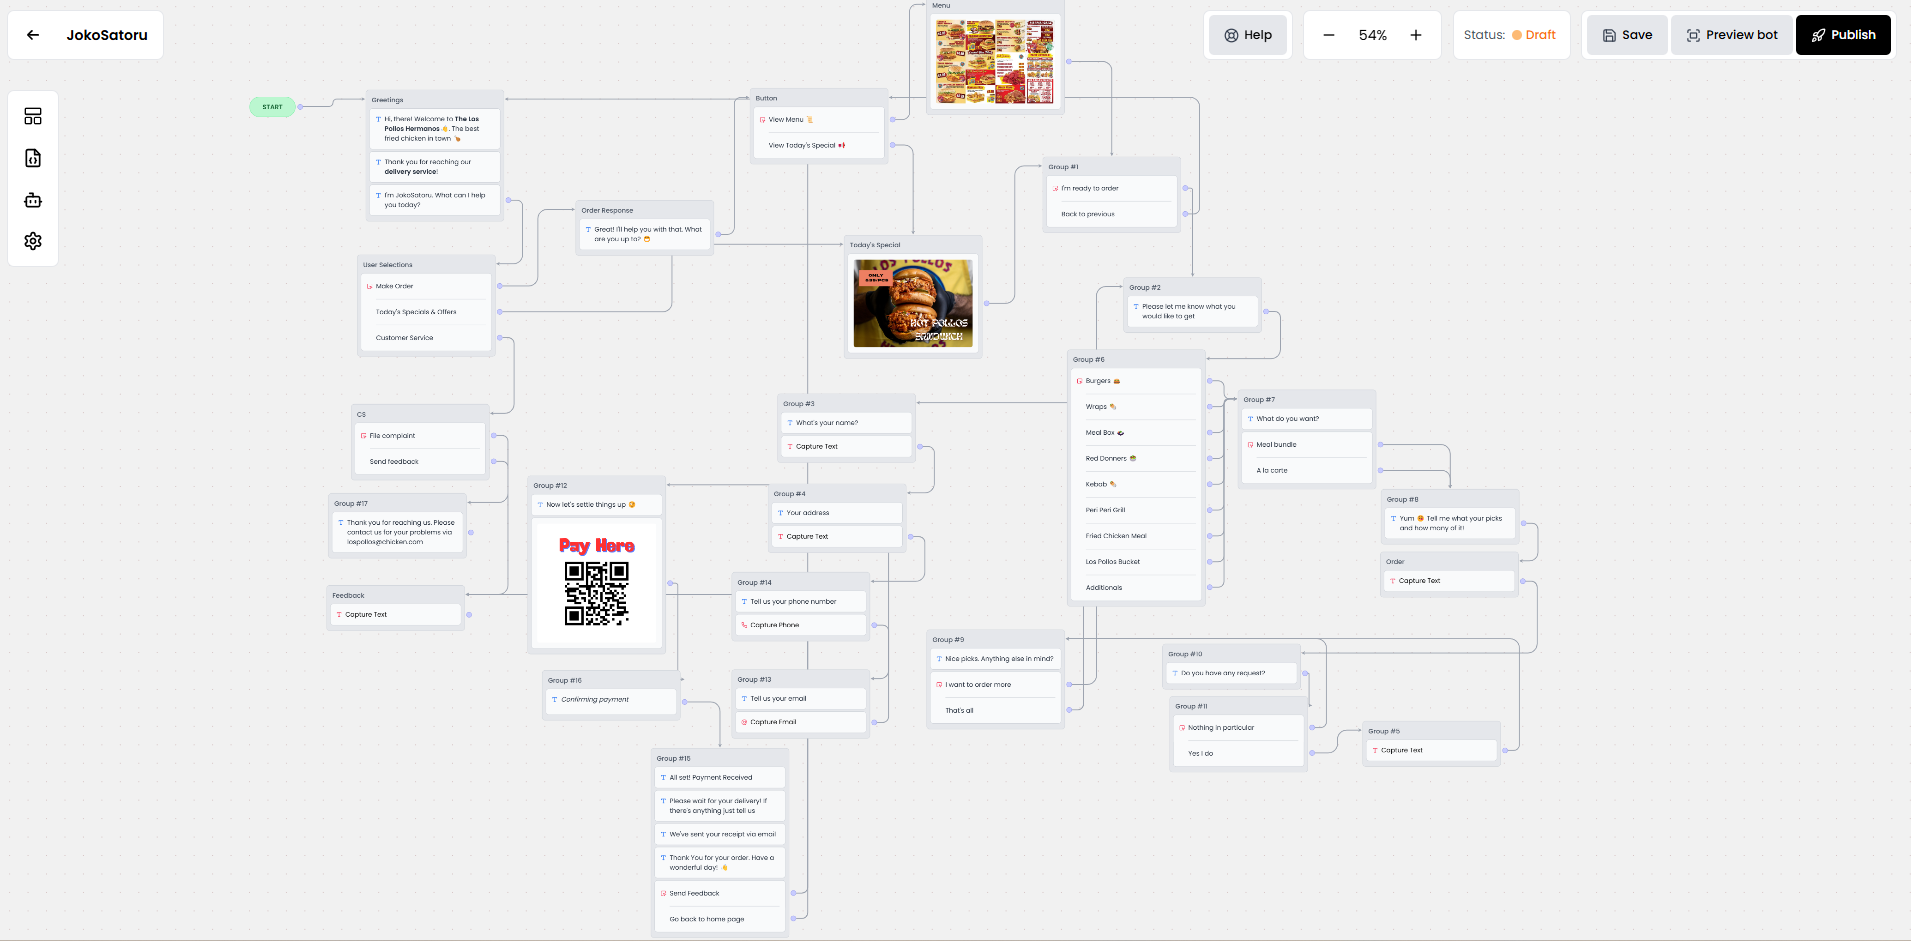 JokoSatoru
Help
54%
Status: Draft
Save
Preview bot
Publish
START
Greetings
Hi, there! Welcome to The Los
Pollos Hermanos 👋. The best
fried chicken in town 🍗
Thank you for reaching our
delivery service!
I'm JokoSatoru. What can I help
you today?
User Selections
Make Order
Today's Specials & Offers
Customer Service
CS
File complaint
Send feedback
Group #17
Thank you for reaching us. Please
contact us for your problems via
lospollos@chicken.com
Feedback
Capture Text
Order Response
Great! I'll help you with that. What
are you up to? 😁
Button
View Menu
View Today's Special
Menu
Today's Special
ONLY
HOT POLLOS
SANDWICH
Group #1
I'm ready to order
Back to previous
Group #2
Please let me know what you
would like to get
Group #6
Burgers 🍔
Wraps 🌯
Meal Box
Red Donners
Kebab 🌯
Peri Peri Grill
Fried Chicken Meal
Los Pollos Bucket
Additionals
Group #7
What do you want?
Meal bundle
A la carte
Group #8
Yum 😋 Tell me what your picks
and how many of it!
Order
Capture Text
Group #3
What's your name?
Capture Text
Group #4
Your address
Capture Text
Group #12
Now let's settle things up
Pay Here
Group #14
Tell us your phone number
Capture Phone
Group #13
Tell us your email
Capture Email
Group #16
Confirming payment
Group #9
Nice picks. Anything else in mind?
I want to order more
That's all
Group #10
Do you have any request?
Group #11
Nothing in particular
Yes I do
Group #5
Capture Text
Group #15
All set! Payment Received
Please wait for your delivery! If
there's anything just tell us
We've sent your receipt via email
Thank You for your order. Have a
wonderful day! 👋
Send Feedback
Go back to home page